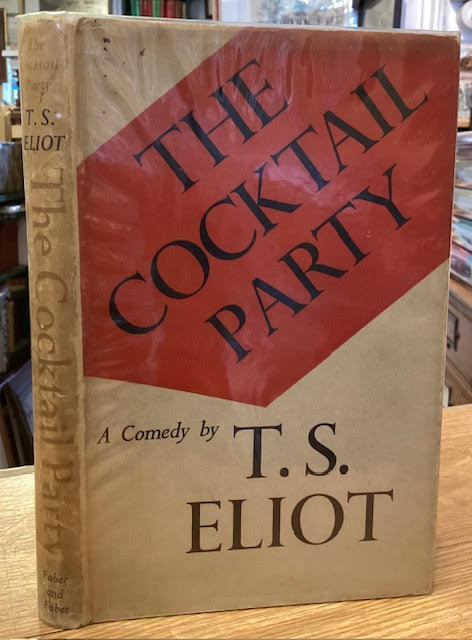 The
Cocktail
Party
T. S.
ELIOT
The Cocktail Party
Faber
and
Faber
THE
COCKTAIL
PARTY
A Comedy by
T. S.
ELIOT